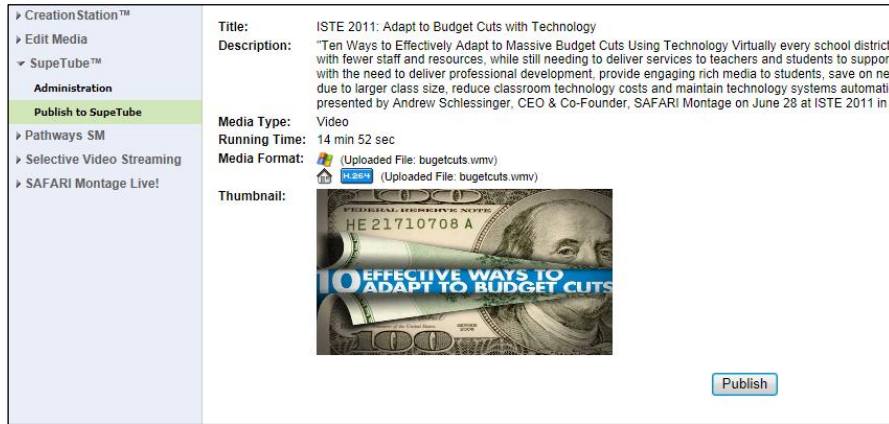 CreationStation™
Edit Media
SupeTube™
Administration
Publish to SupeTube
Pathways SM
Selective Video Streaming
SAFARI Montage Live!
Title: ISTE 2011: Adapt to Budget Cuts with Technology
Description: "Ten Ways to Effectively Adapt to Massive Budget Cuts Using Technology Virtually every school district
with fewer staff and resources, while still needing to deliver services to teachers and students to suppor
with the need to deliver professional development, provide engaging rich media to students, save on ne
due to larger class size, reduce classroom technology costs and maintain technology systems automati
presented by Andrew Schlessinger, CEO & Co-Founder, SAFARI Montage on June 28 at ISTE 2011 in
Media Type: Video
Running Time: 14 min 52 sec
Media Format: (Uploaded File: bugetcuts.wmv)
H.264 (Uploaded File: bugetcuts.wmv)
Thumbnail:
FEDERAL RESERVE NOTE
HE 21710708 A
10 EFFECTIVE WAYS TO
ADAPT TO BUDGET CUTS
SERIES
2006
100
Publish